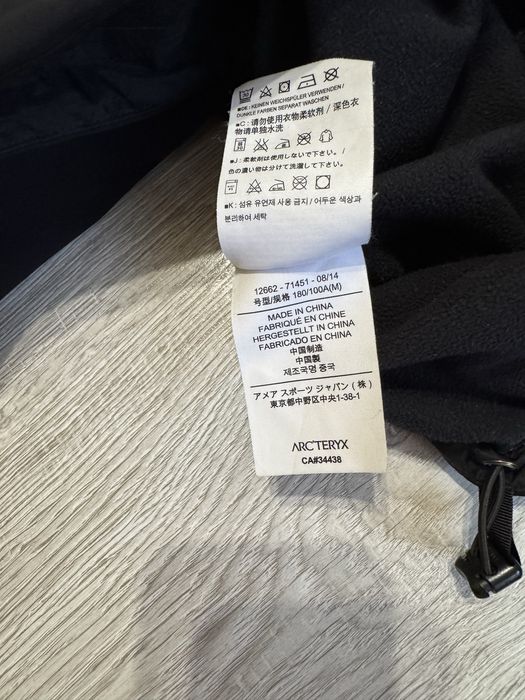 ■DE: KEINEN WEICHSPÜLER VERWENDEN /
DUNKLE FARBEN SEPARAT WASCHEN
■C: 请勿使用衣物柔软剂 / 深色衣
物请单独水洗
■J: 柔軟剤は使用しないで下さい。/
色の濃い物は分けて洗濯して下さい。
■K: 섬유 유연제 사용 금지 / 어두운 색상과
분리하여 세탁
12662 - 71451 - 08/14
号型/规格 180/100A(M)
MADE IN CHINA
FABRIQUÉ EN CHINE
HERGESTELLT IN CHINA
FABRICADO EN CHINA
中国制造
中国製
제조국명 중국
アメア スポーツ ジャパン ( 株 )
東京都中野区中央1-38-1
ARC'TERYX
CA#34438